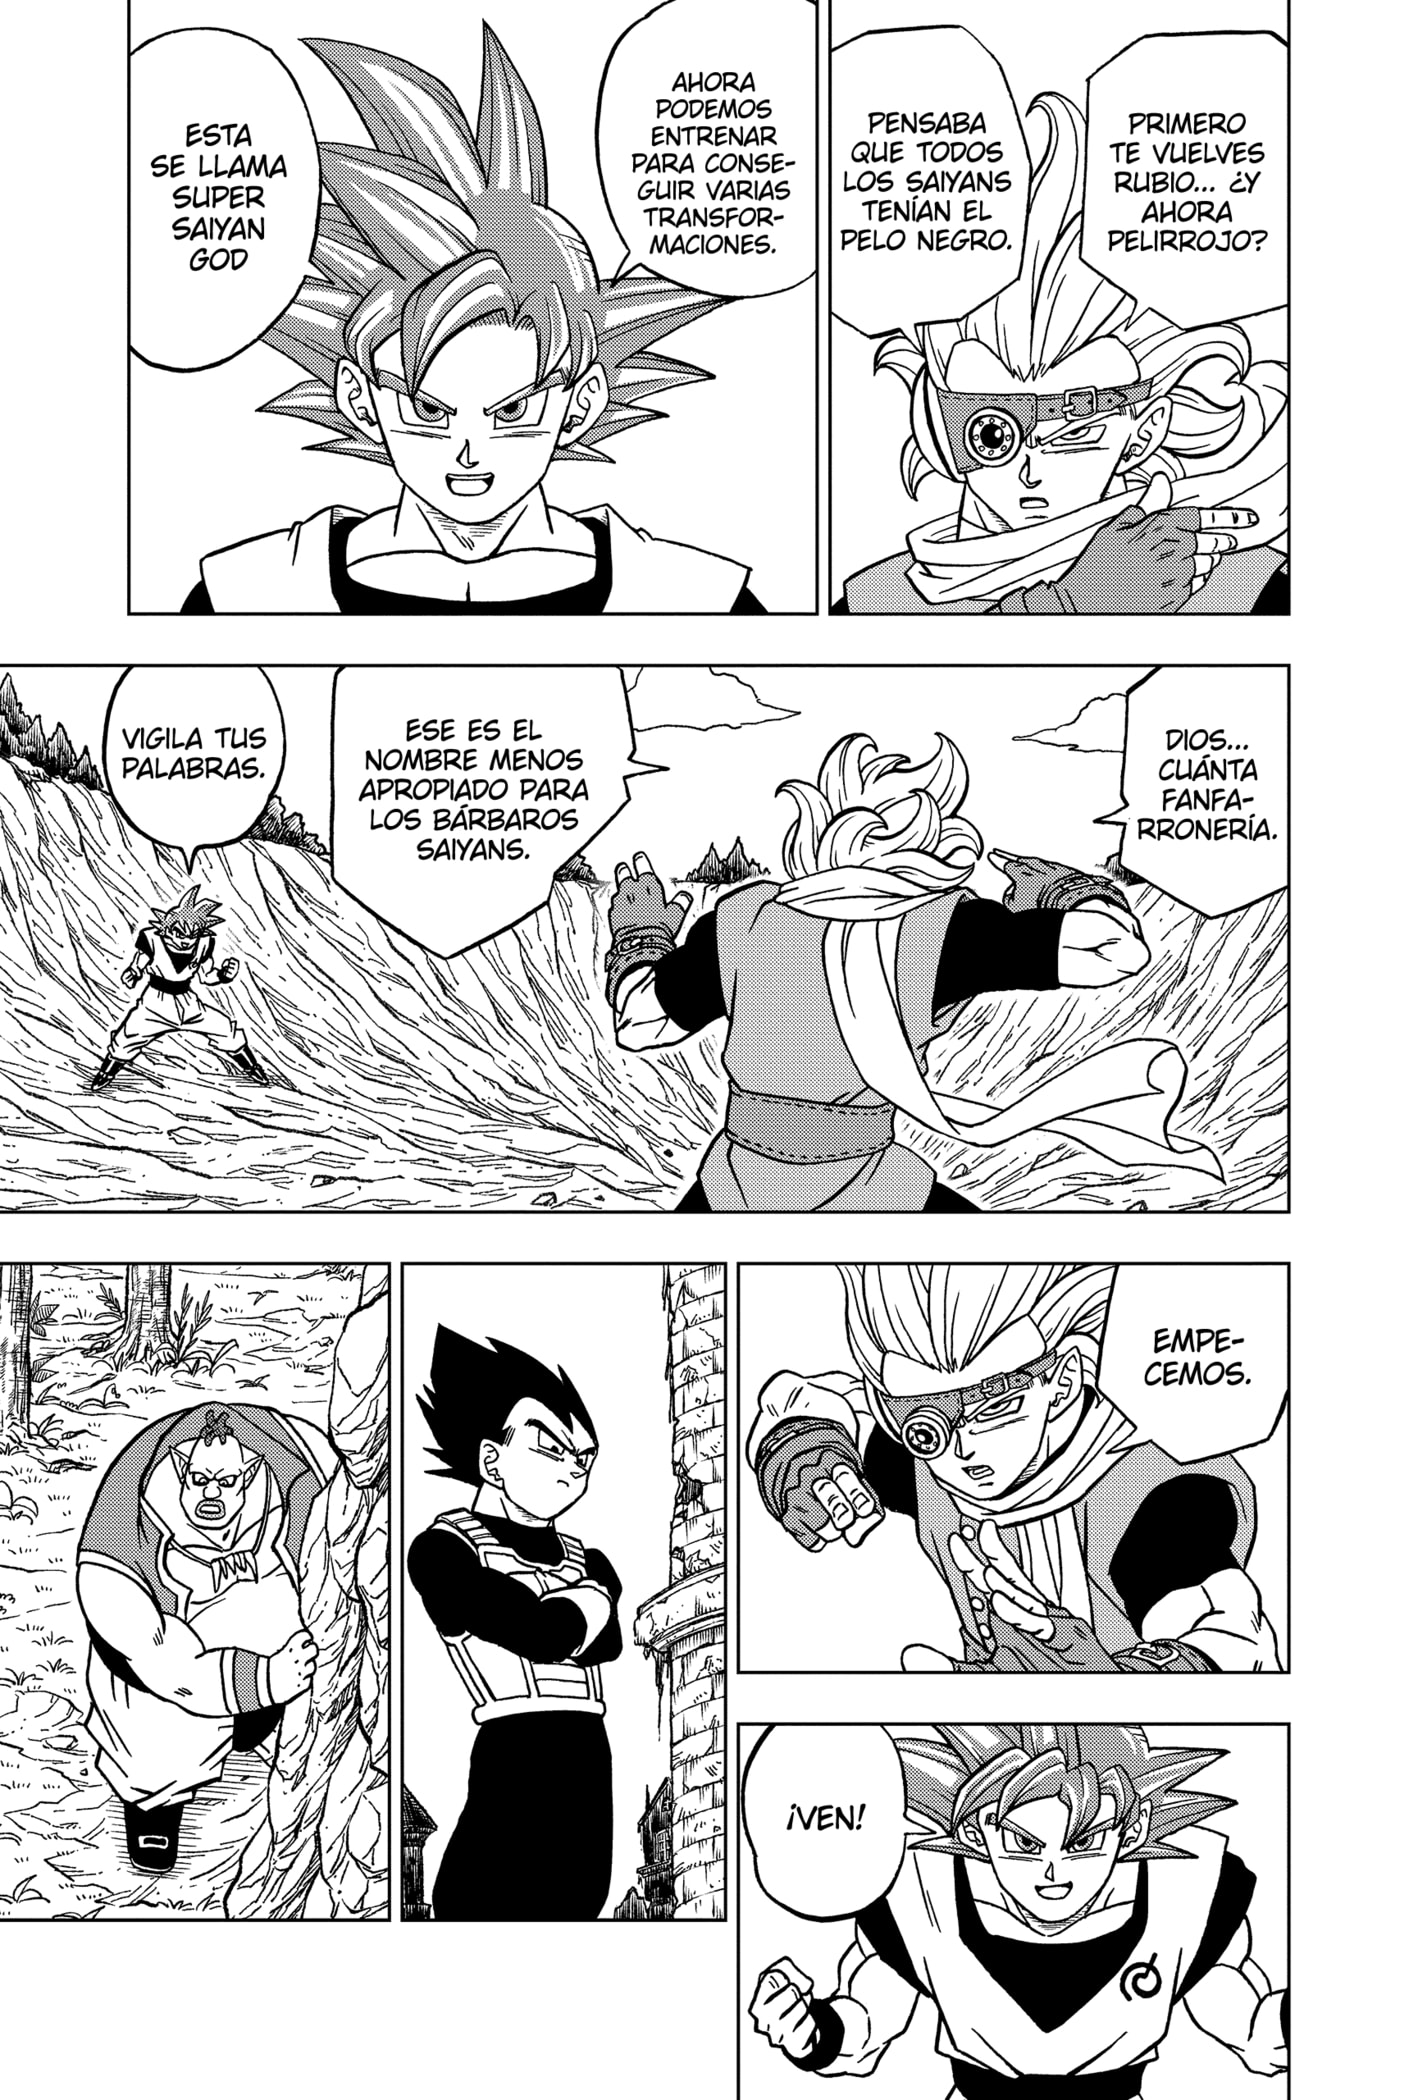 PRIMERO
TE VUELVES
RUBIO... ¿Y
AHORA
PELIRROJO?
PENSABA
QUE TODOS
LOS SAIYANS
TENÍAN EL
PELO NEGRO.
AHORA
PODEMOS
ENTRENAR
PARA CONSE-
GUIR VARIAS
TRANSFOR-
MACIONES.
ESTA
SE LLAMA
SUPER
SAIYAN
GOD
DIOS...
CUÁNTA
FANFA-
RRONERÍA.
ESE ES EL
NOMBRE MENOS
APROPIADO PARA
LOS BÁRBAROS
SAIYANS.
VIGILA TUS
PALABRAS.
EMPE-
CEMOS.
¡VEN!